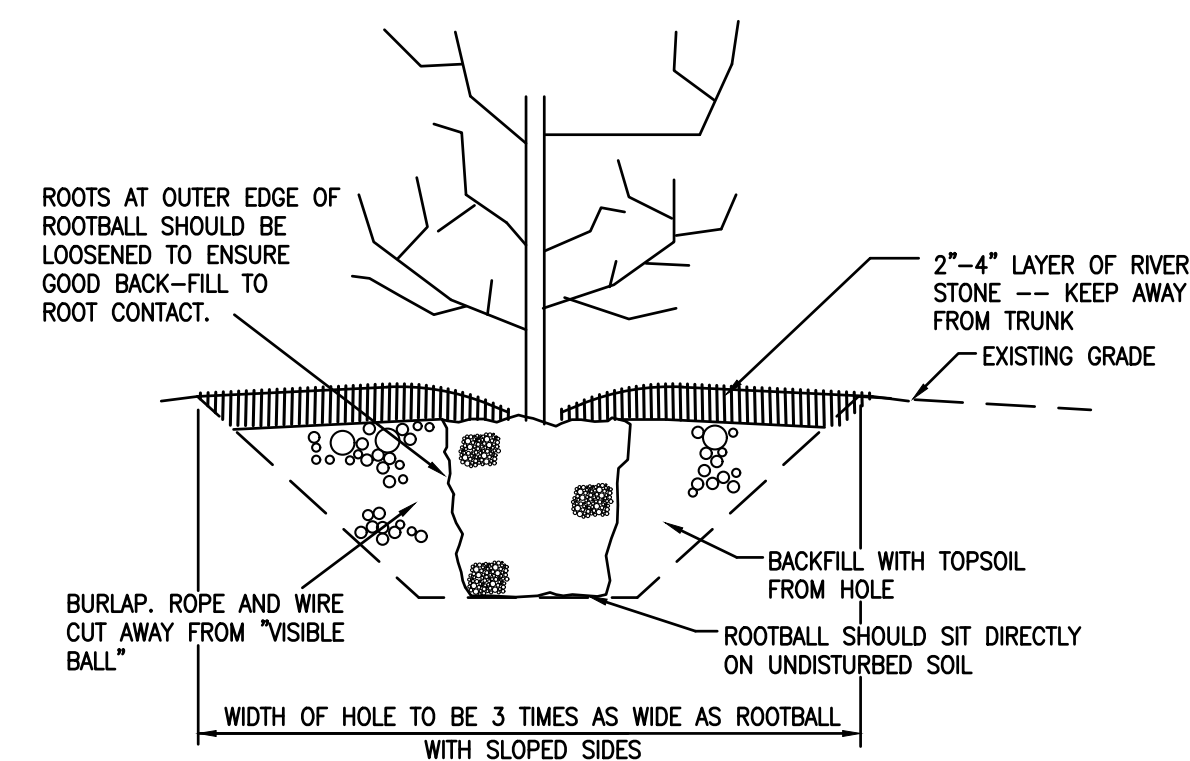 ROOTS AT OUTER EDGE OF
ROOTBALL SHOULD BE
LOOSENED TO ENSURE
GOOD BACK-FILL TO
ROOT CONTACT.
2"-4" LAYER OF RIVER
STONE -- KEEP AWAY
FROM TRUNK
EXISTING GRADE
BACKFILL WITH TOPSOIL
FROM HOLE
BURLAP. ROPE AND WIRE
CUT AWAY FROM "VISIBLE
BALL"
ROOTBALL SHOULD SIT DIRECTLY
ON UNDISTURBED SOIL
WIDTH OF HOLE TO BE 3 TIMES AS WIDE AS ROOTBALL
WITH SLOPED SIDES